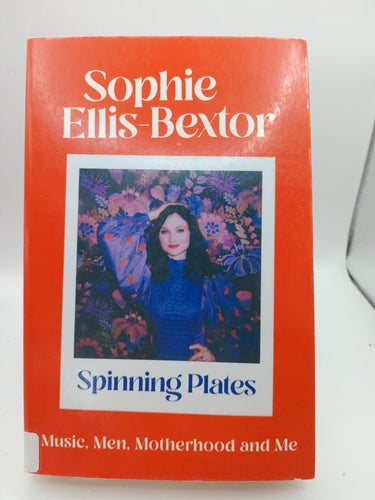 Sophie
Ellis-Bextor
Spinning Plates
Music, Men, Motherhood and Me